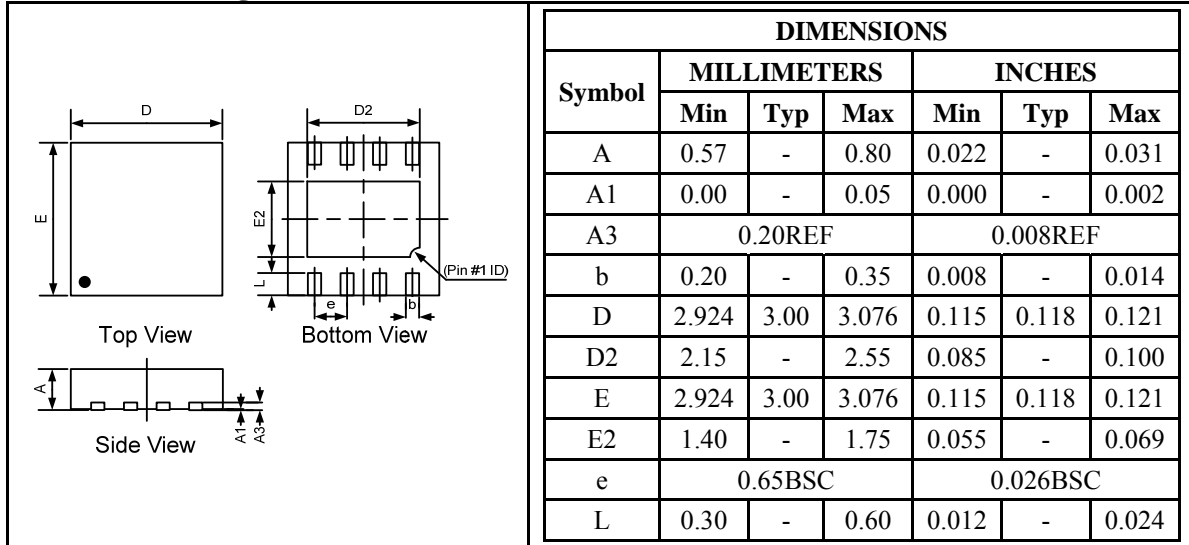 D
E
Top View
D2
E2
L
e
b
(Pin #1 ID)
Bottom View
A
A1
A3
Side View
DIMENSIONS
Symbol MILLIMETERS INCHES
Min Typ Max Min Typ Max
A 0.57 - 0.80 0.022 - 0.031
A1 0.00 - 0.05 0.000 - 0.002
A3 0.20REF 0.008REF
b 0.20 - 0.35 0.008 - 0.014
D 2.924 3.00 3.076 0.115 0.118 0.121
D2 2.15 - 2.55 0.085 - 0.100
E 2.924 3.00 3.076 0.115 0.118 0.121
E2 1.40 - 1.75 0.055 - 0.069
e 0.65BSC 0.026BSC
L 0.30 - 0.60 0.012 - 0.024